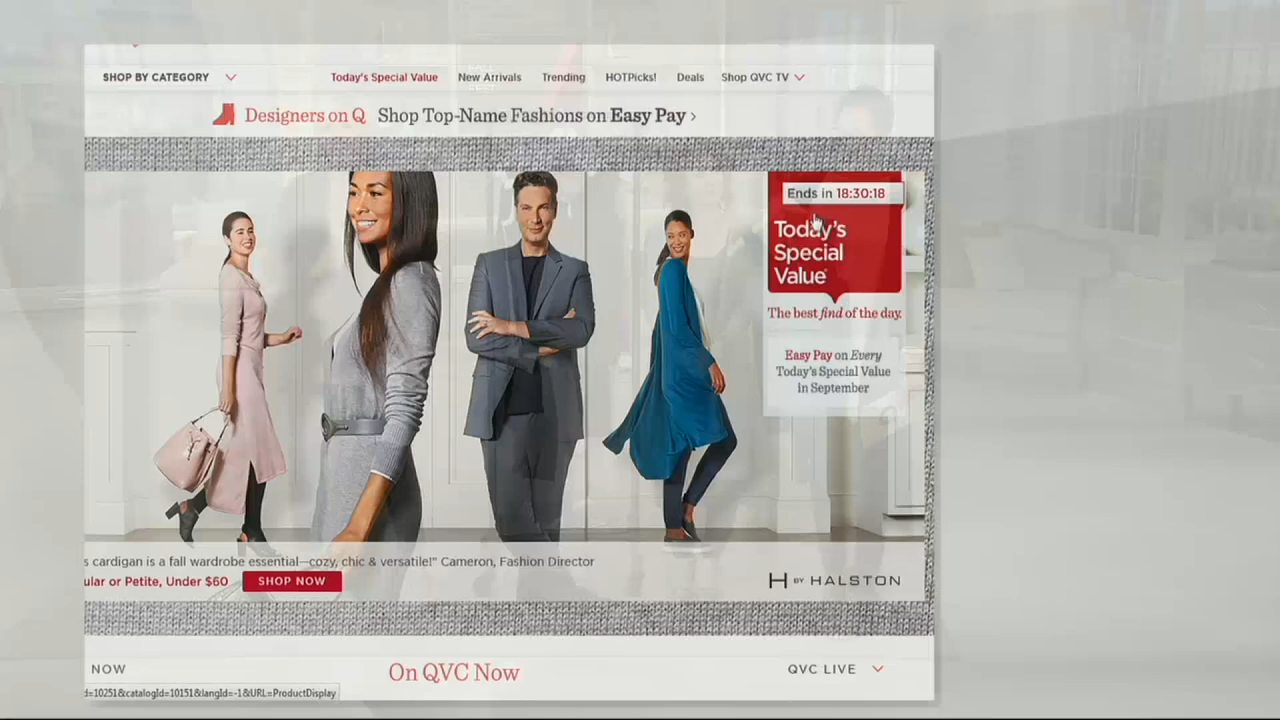 SHOP BY CATEGORY
Today's Special Value
New Arrivals
Trending
HOTPicks!
Deals
Shop QVC TV
Designers on Q Shop Top-Name Fashions on Easy Pay ›
Ends in 18:30:18
Today's
Special
Value
The best find of the day.
Easy Pay on Every
Today's Special Value
in September
s cardigan is a fall wardrobe essential—cozy, chic & versatile!” Cameron, Fashion Director
ular or Petite, Under $60
SHOP NOW
H BY HALSTON
NOW
On QVC Now
QVC LIVE
d=10251&catalogId=10151&langId=-1&URL=ProductDisplay